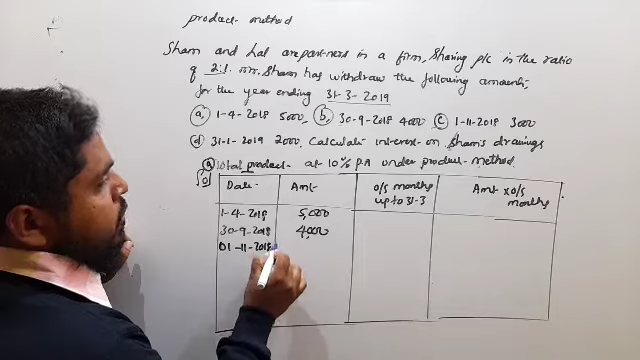 product method
Sham and Lal are partners in a firm, sharing p/c in the ratio
of 2:1. Mr. Sham has withdraw the following amounts
for the year ending 31-3-2019
(a) 1-4-2018 5000, (b) 30-9-2018 4000 (c) 1-11-2018 3000
(d) 31-1-2019 2000. Calculate interest on Sham's drawings
(a) Total product at 10% P.A under product method.
Sol
Date Amt o/s months up to 31-3 Amt x o/s months
1-4-2018 5,000
30-9-2018 4,000
01-11-2018